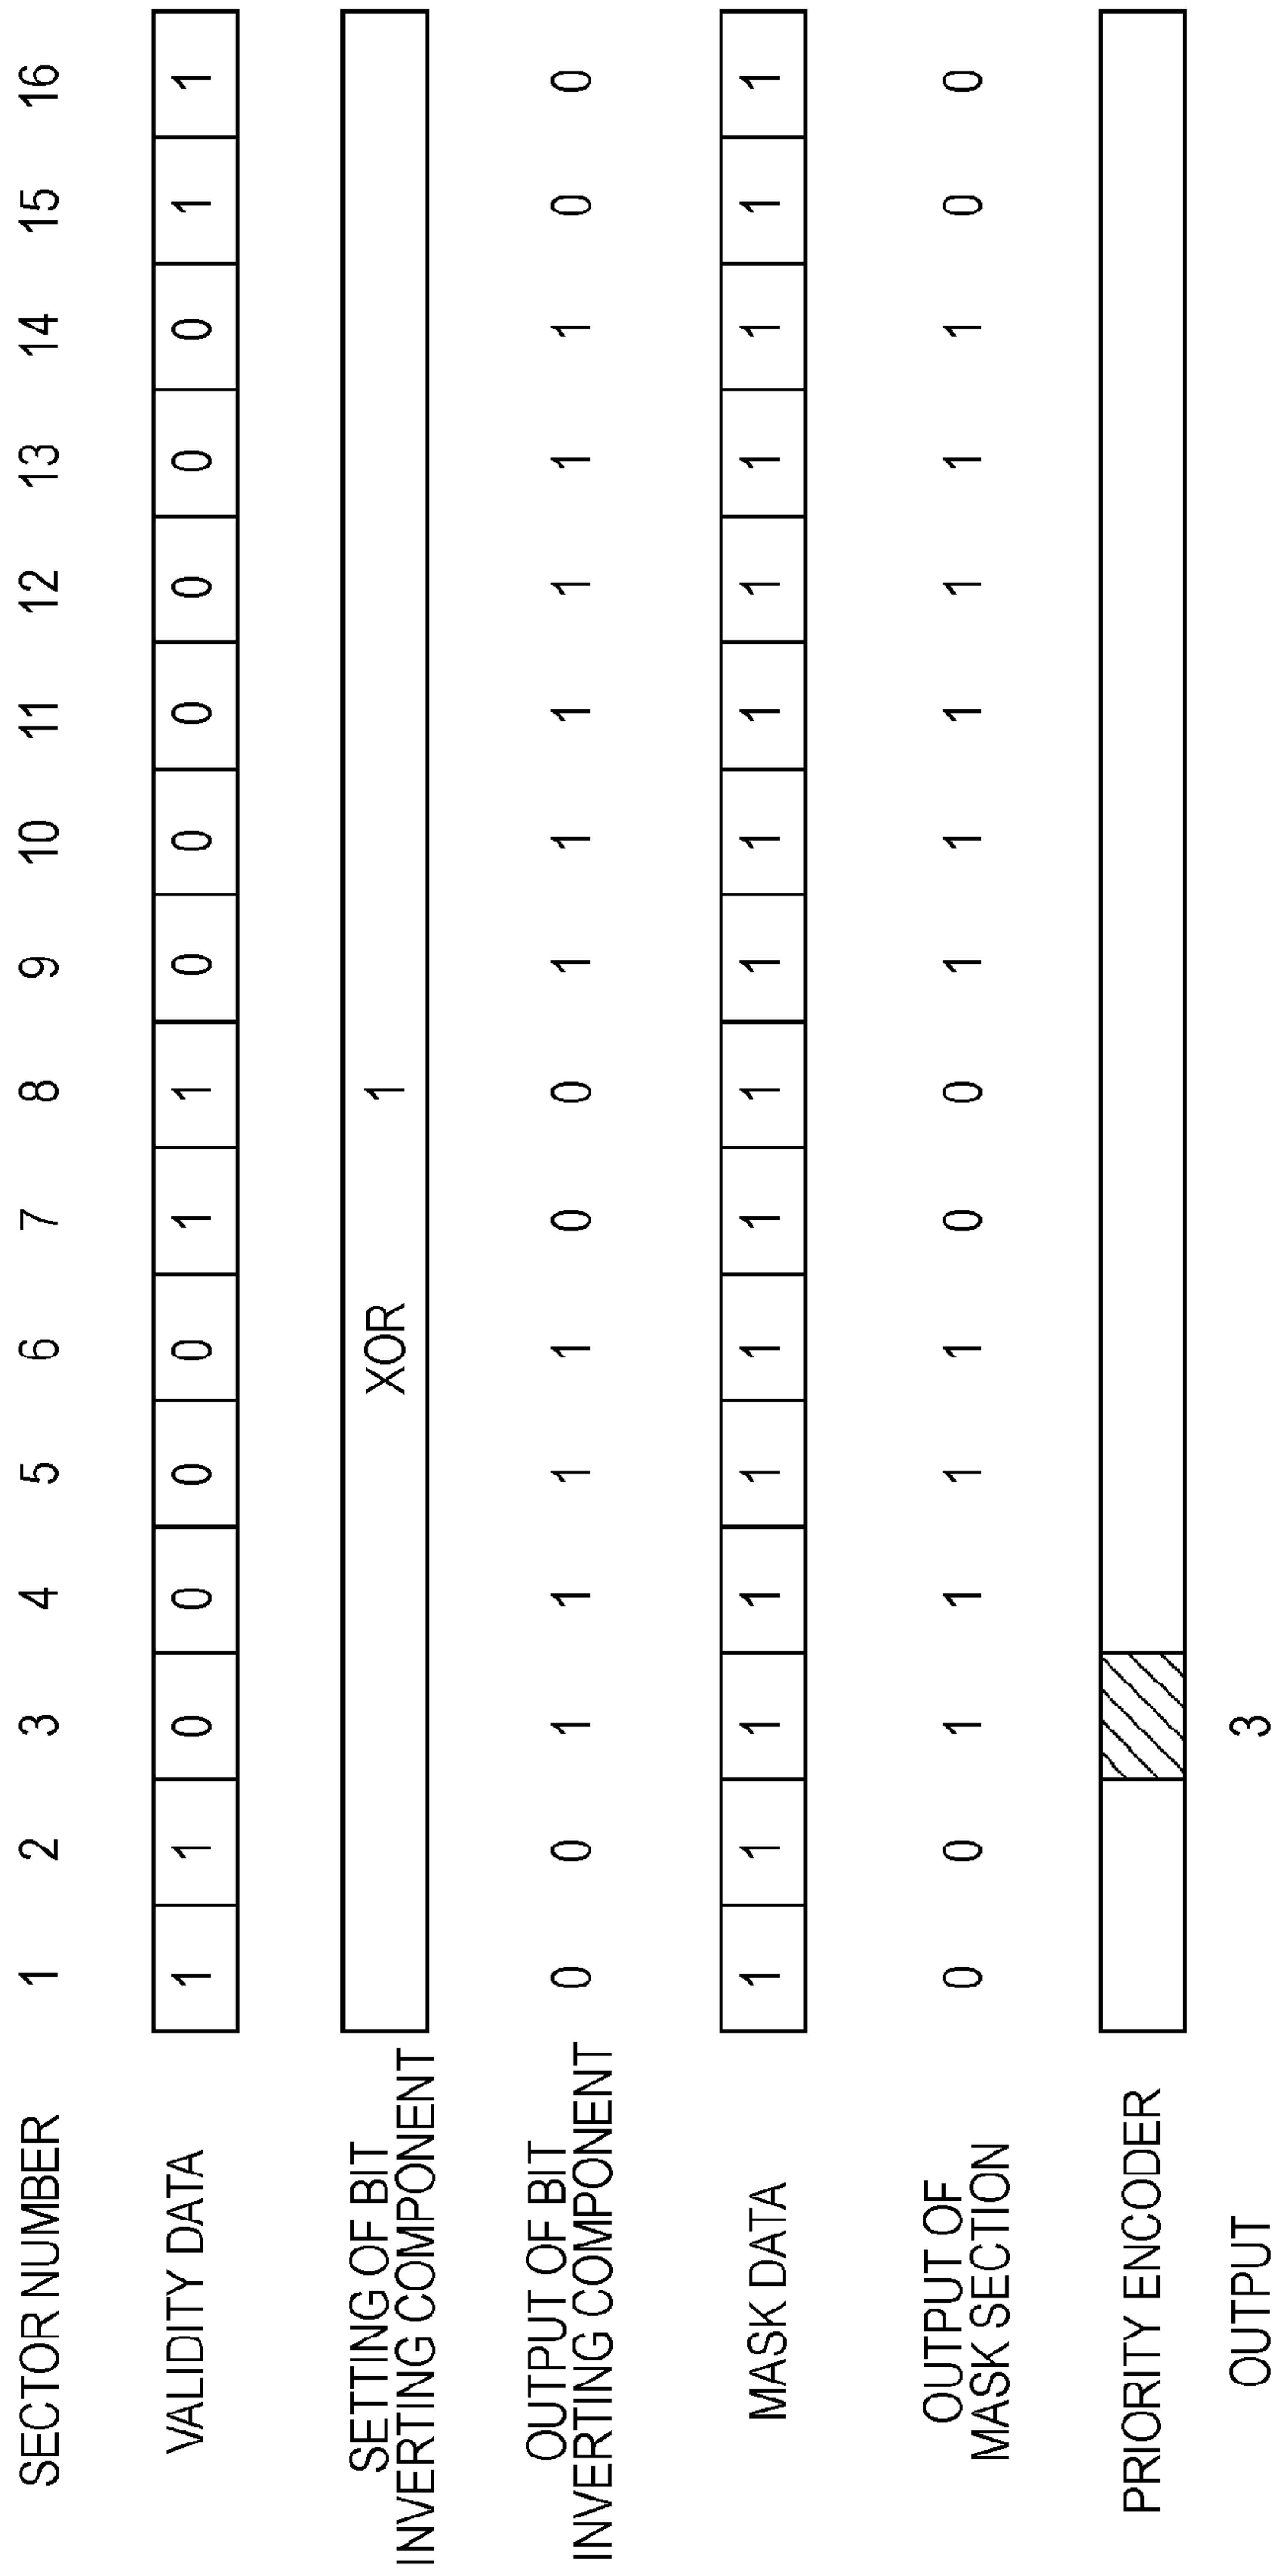 SECTOR NUMBER 1 2 3 4 5 6 7 8 9 10 11 12 13 14 15 16
VALIDITY DATA 1 1 0 0 0 0 1 1 0 0 0 0 0 0 1 1
SETTING OF BIT
INVERTING COMPONENT XOR 1
OUTPUT OF BIT
INVERTING COMPONENT 0 0 1 1 1 1 0 0 1 1 1 1 1 1 0 0
MASK DATA 1 1 1 1 1 1 1 1 1 1 1 1 1 1 1 1
OUTPUT OF
MASK SECTION 0 0 1 1 1 1 0 0 1 1 1 1 1 1 0 0
PRIORITY ENCODER
OUTPUT 3